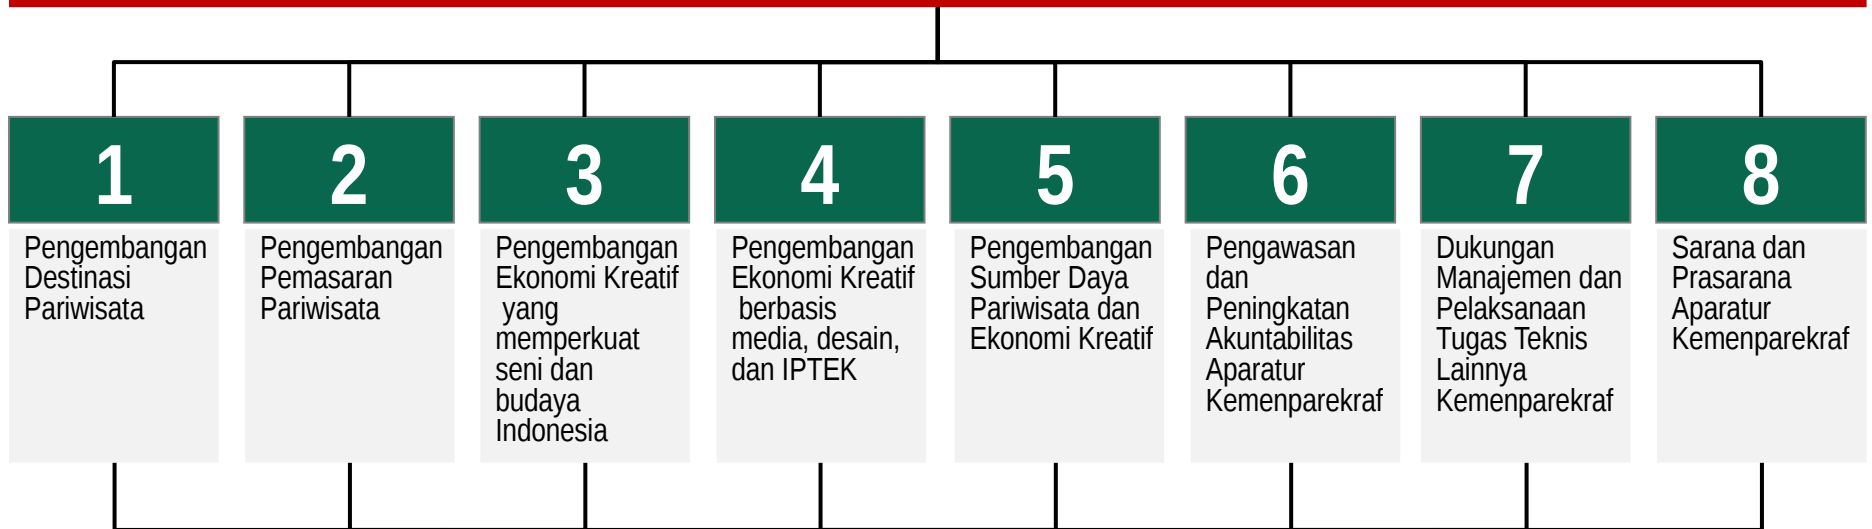 1
Pengembangan
Destinasi
Pariwisata
2
Pengembangan
Pemasaran
Pariwisata
3
Pengembangan
Ekonomi Kreatif
yang
memperkuat
seni dan
budaya
Indonesia
4
Pengembangan
Ekonomi Kreatif
berbasis
media, desain,
dan IPTEK
5
Pengembangan
Sumber Daya
Pariwisata dan
Ekonomi Kreatif
6
Pengawasan
dan
Peningkatan
Akuntabilitas
Aparatur
Kemenparekraf
7
Dukungan
Manajemen dan
Pelaksanaan
Tugas Teknis
Lainnya
Kemenparekraf
8
Sarana dan
Prasarana
Aparatur
Kemenparekraf